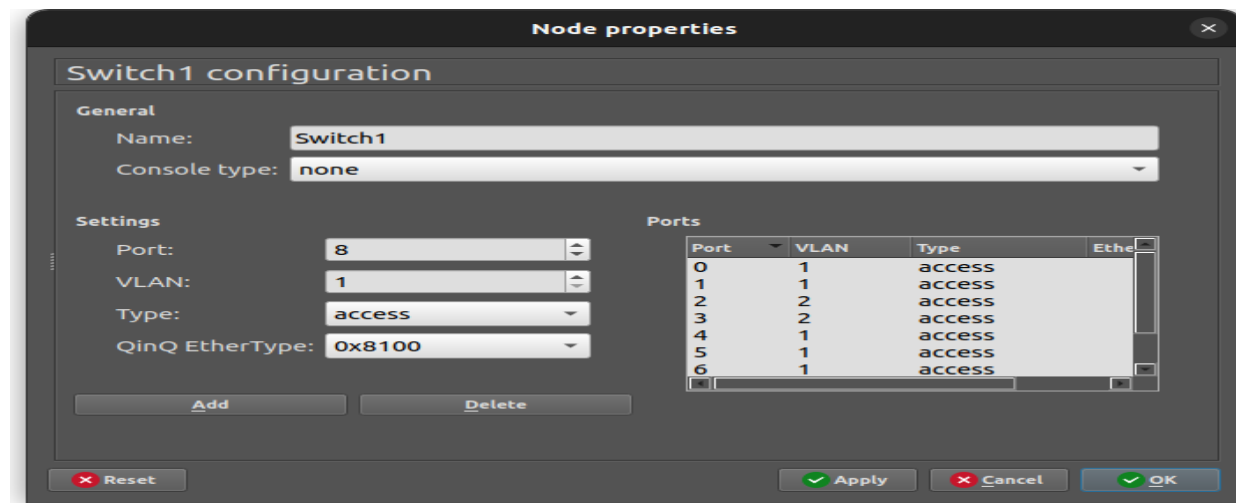 Node properties
Switch1 configuration
General
Name: Switch1
Console type: none
Settings
Port: 8
VLAN: 1
Type: access
QinQ EtherType: 0x8100
Add Delete
Ports
Port VLAN Type Ethe
0 1 access
1 1 access
2 2 access
3 2 access
4 1 access
5 1 access
6 1 access
Reset Apply Cancel OK